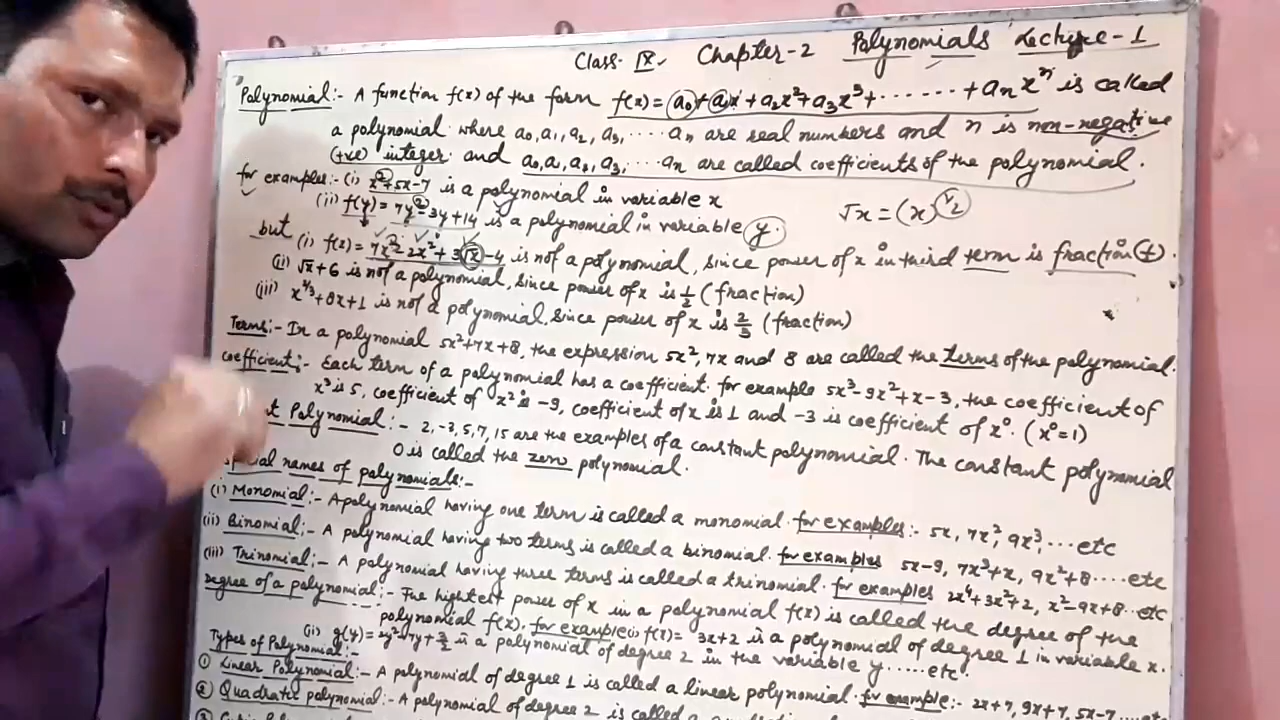 Class- IX, Chapter-2 Polynomials Lecture-1
Polynomial:- A function f(x) of the form f(x) = a₀ + a₁x + a₂x² + a₃x³ + ....... + aₙxⁿ is called
a polynomial where a₀, a₁, a₂, a₃, .... aₙ are real numbers and n is non-negative
(+ve) integer and a₀, a₁, a₂, a₃, ... aₙ are called coefficients of the polynomial.
for examples:- (i) x²+5x-7 is a polynomial in variable x
(ii) f(y) = 7y²-3y+14 is a polynomial in variable y.
√x = (x)^1/2
but (i) f(x) = 7x³-2x²+3√x-4 is not a polynomial, since power of x in third term is fraction (½).
(ii) √x+6 is not a polynomial, since power of x is 1/2 (fraction)
(iii) x^2/3+8x+1 is not a polynomial, since power of x is 2/3 (fraction)
Terms:- In a polynomial 5x²+7x+8, the expression 5x², 7x and 8 are called the terms of the polynomial.
coefficient:- Each term of a polynomial has a coefficient. for example 5x³-9x²+x-3, the coefficient of
x³ is 5, coefficient of x² is -9, coefficient of x is 1 and -3 is coefficient of x⁰. (x⁰=1)
Polynomial:- 2, -3, 5, 7, 15 are the examples of a constant polynomial. The constant polynomial
0 is called the zero polynomial.
names of polynomials:-
(i) Monomial:- A polynomial having one term is called a monomial. for examples:- 5x, 7x², 9x³, ... etc
(ii) Binomial:- A polynomial having two terms is called a binomial. for examples 5x-9, 7x³+x, 9x²+8 .... etc
(iii) Trinomial:- A polynomial having three terms is called a trinomial. for examples 2x⁴+3x²+2, x²-9x+8... etc
Degree of a polynomial:- The highest power of x in a polynomial f(x) is called the degree of the
polynomial f(x). for example (i) f(x) = 3x+2 is a polynomial of degree 1 in variable x.
(ii) g(y) = 2y²-7y+ is a polynomial of degree 2 in the variable y ..... etc.
Types of Polynomial:-
① Linear Polynomial:- A polynomial of degree 1 is called a linear polynomial. for example:- 2x+7, 9x+7, 5x-7
② Quadratic polynomial:- A polynomial of degree 2 is called a